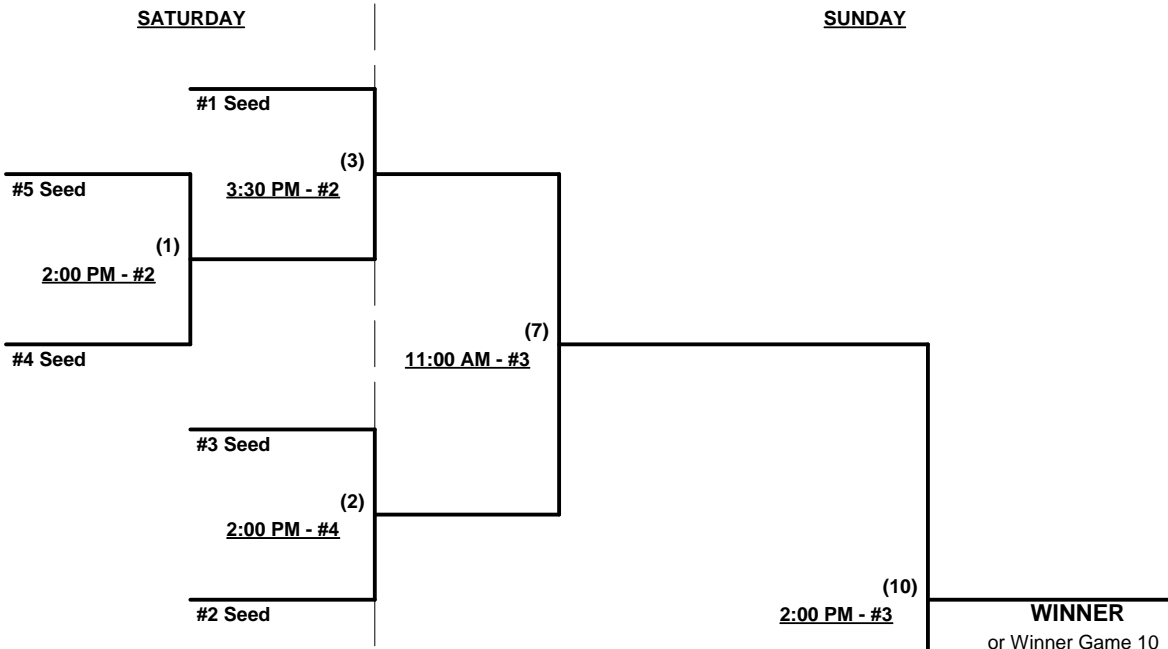 SATURDAY SUNDAY
#1 Seed
(3)
#5 Seed 3:30 PM - #2
(1)
2:00 PM - #2
(7)
#4 Seed 11:00 AM - #3
#3 Seed
(2)
2:00 PM - #4
(10)
#2 Seed 2:00 PM - #3 WINNER
or Winner Game 10